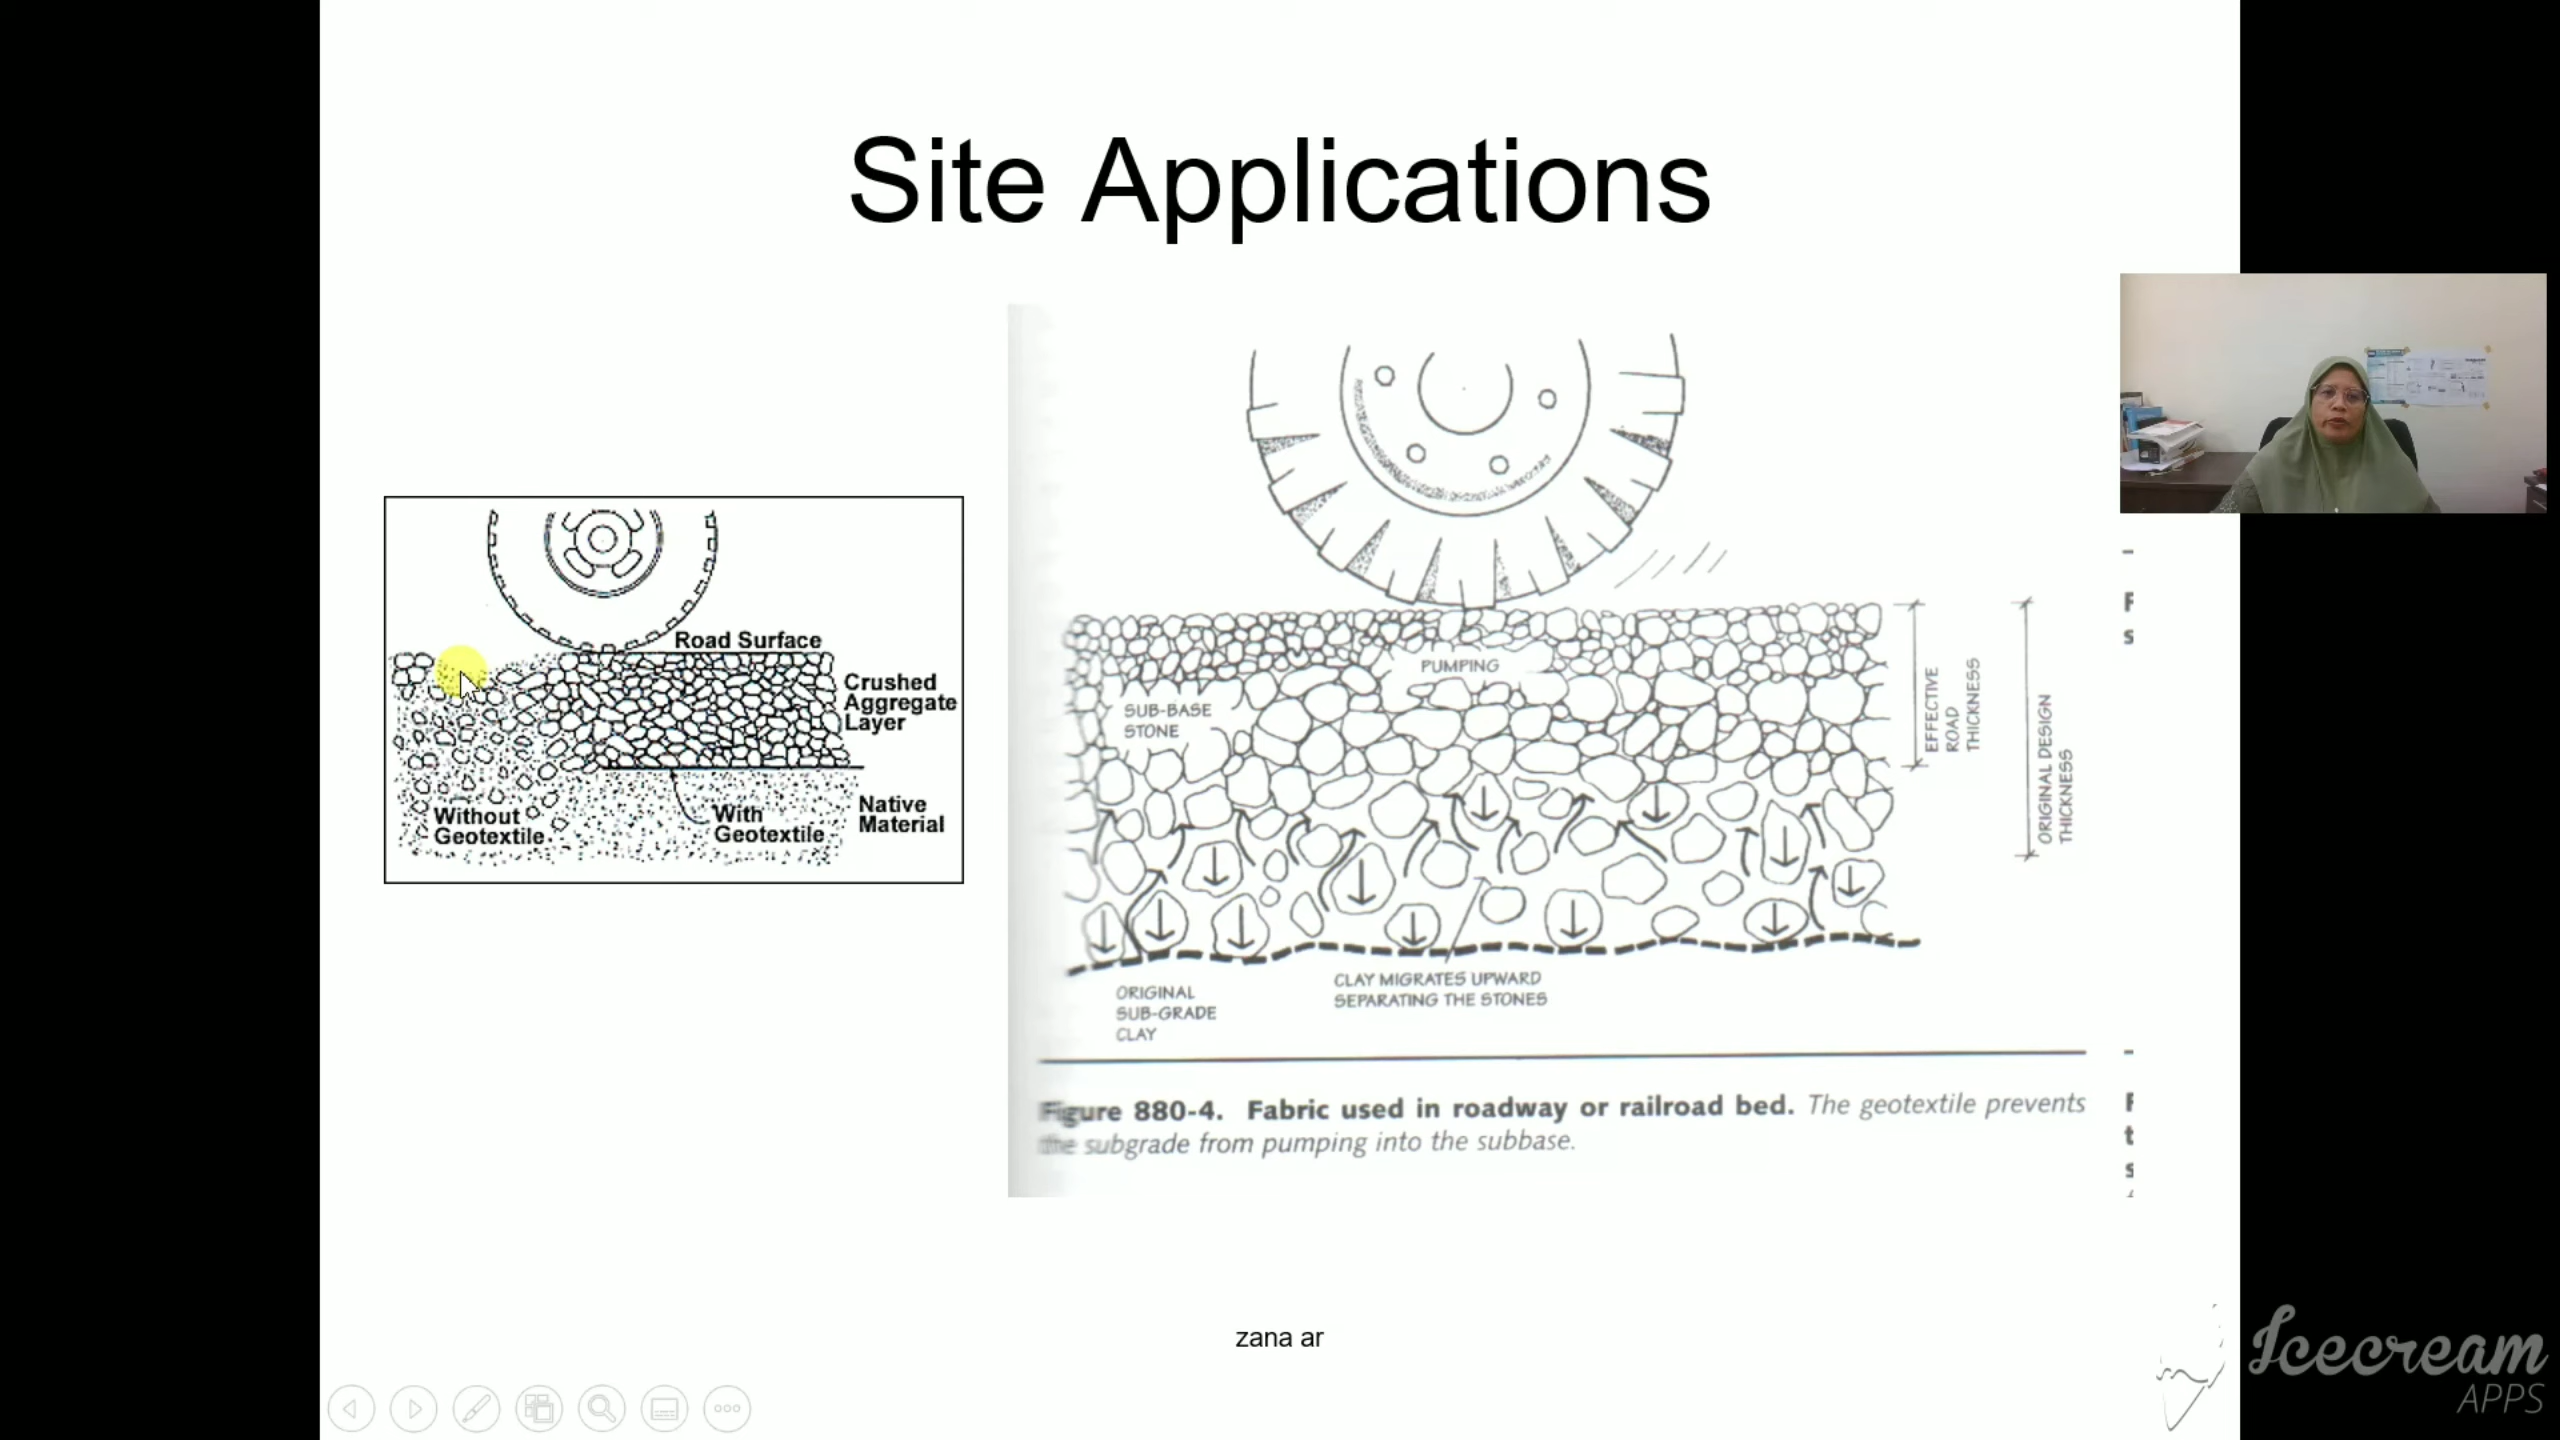 Site Applications
Road Surface
Crushed
Aggregate
Layer
Without
Geotextile
With
Geotextile
Native
Material
PUMPING
SUB-BASE
STONE
EFFECTIVE
ROAD
THICKNESS
ORIGINAL DESIGN
THICKNESS
ORIGINAL
SUB-GRADE
CLAY
CLAY MIGRATES UPWARD
SEPARATING THE STONES
Figure 880-4. Fabric used in roadway or railroad bed. The geotextile prevents
the subgrade from pumping into the subbase.
zana ar
Icecream
APPS